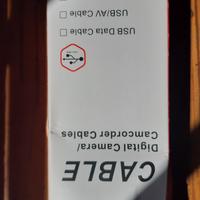 CABLE
Digital Camera/
Camcorder Cables
USB Data Cable
USB/AV Cable